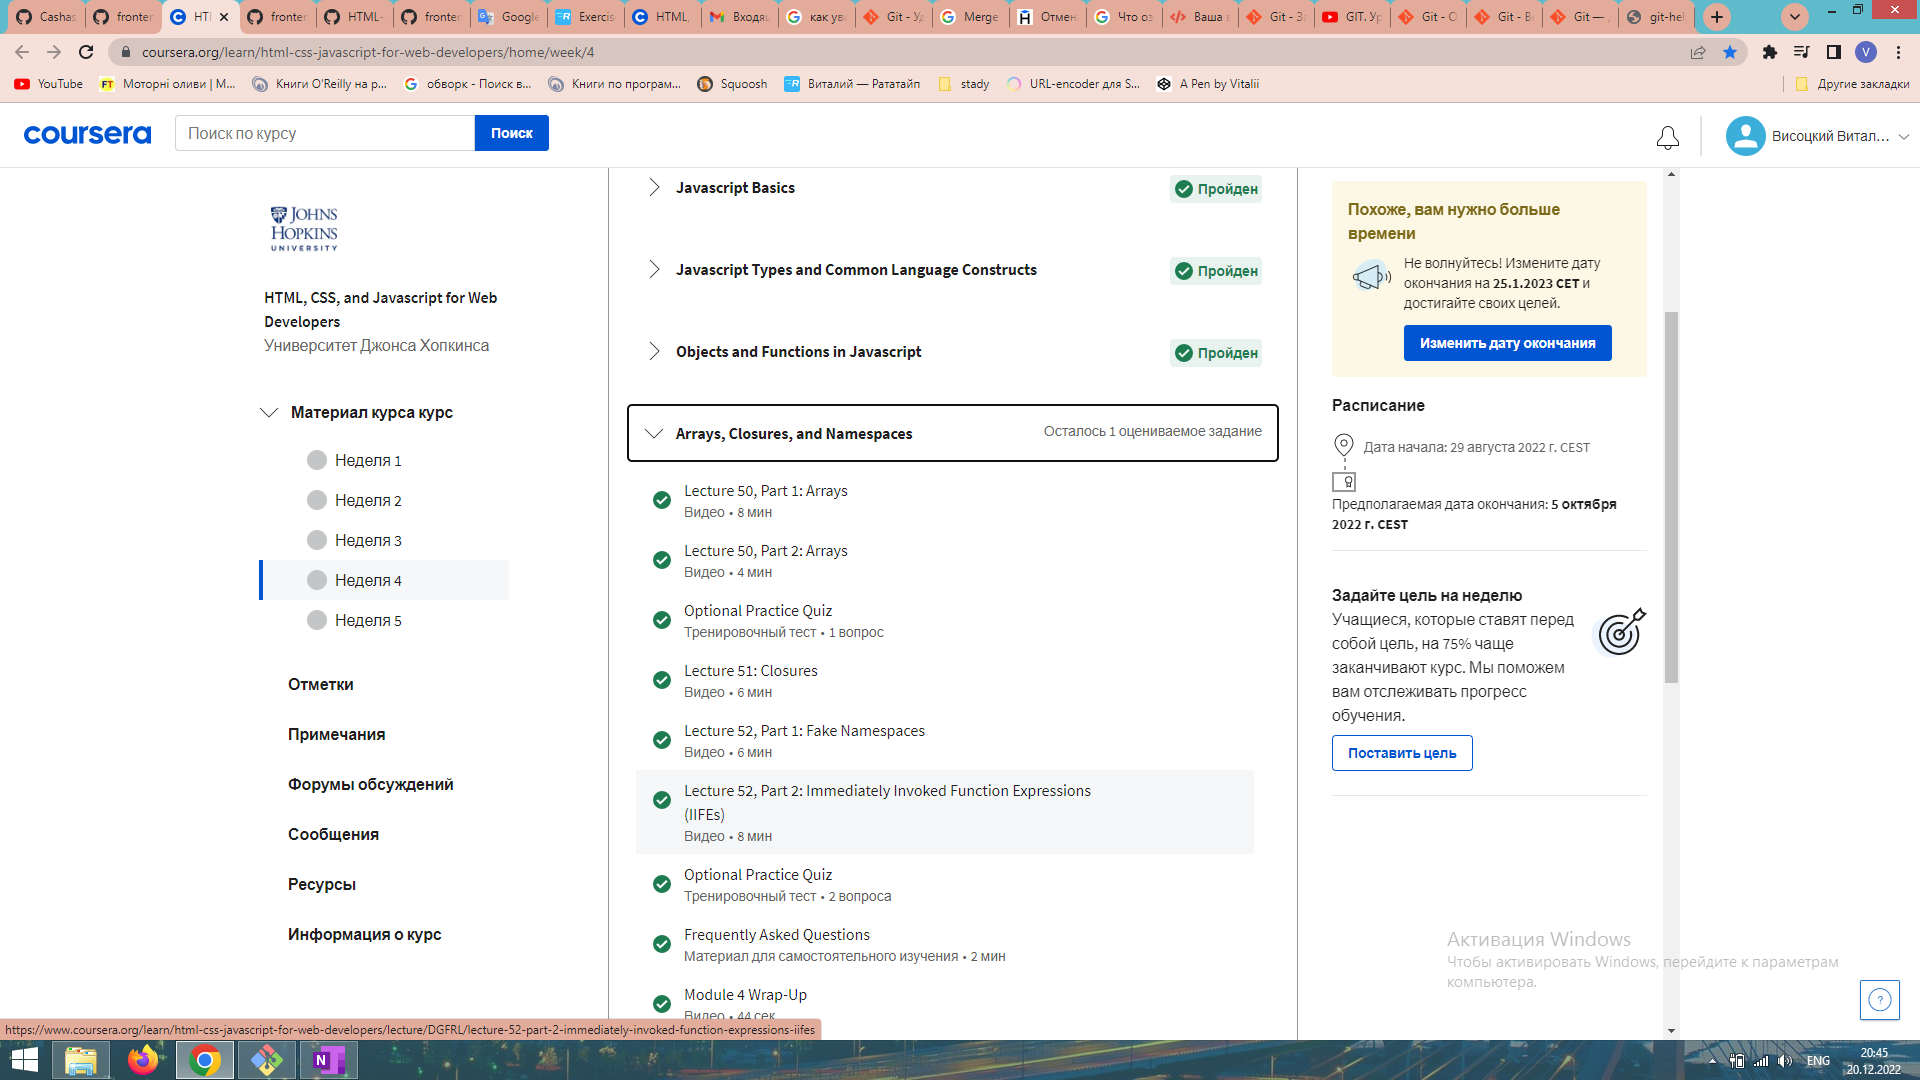 Cashas
fronten
HTM
fronten
HTML-
fronten
Google
Exercis
HTML,
Входящ
как уви
Git - Уд
Merge
Отмен
Что оз
Ваша в
Git - За
GIT. Ур
Git - О
Git - Ве
Git — 
git-hel
coursera.org/learn/html-css-javascript-for-web-developers/home/week/4
V
YouTube
FT Моторні оливи | М...
Книги O'Reilly на р...
обворк - Поиск в...
Книги по програм...
Squoosh
Виталий — Рататайп
stady
URL-encoder для S...
A Pen by Vitalii
Другие закладки
coursera
Поиск по курсу
Поиск
Висоцкий Витал...
JOHNS
HOPKINS
UNIVERSITY
HTML, CSS, and Javascript for Web
Developers
Университет Джонса Хопкинса
Материал курса курс
Неделя 1
Неделя 2
Неделя 3
Неделя 4
Неделя 5
Отметки
Примечания
Форумы обсуждений
Сообщения
Ресурсы
Информация о курс
Javascript Basics
Пройден
Javascript Types and Common Language Constructs
Пройден
Objects and Functions in Javascript
Пройден
Arrays, Closures, and Namespaces
Осталось 1 оцениваемое задание
Lecture 50, Part 1: Arrays
Видео • 8 мин
Lecture 50, Part 2: Arrays
Видео • 4 мин
Optional Practice Quiz
Тренировочный тест • 1 вопрос
Lecture 51: Closures
Видео • 6 мин
Lecture 52, Part 1: Fake Namespaces
Видео • 6 мин
Lecture 52, Part 2: Immediately Invoked Function Expressions
(IIFEs)
Видео • 8 мин
Optional Practice Quiz
Тренировочный тест • 2 вопроса
Frequently Asked Questions
Материал для самостоятельного изучения • 2 мин
Module 4 Wrap-Up
Видео • 44 сек
Похоже, вам нужно больше
времени
Не волнуйтесь! Измените дату
окончания на 25.1.2023 CET и
достигайте своих целей.
Изменить дату окончания
Расписание
Дата начала: 29 августа 2022 г. CEST
Предполагаемая дата окончания: 5 октября
2022 г. CEST
Задайте цель на неделю
Учащиеся, которые ставят перед
собой цель, на 75% чаще
заканчивают курс. Мы поможем
вам отслеживать прогресс
обучения.
Поставить цель
Активация Windows
Чтобы активировать Windows, перейдите к параметрам
компьютера.
?
https://www.coursera.org/learn/html-css-javascript-for-web-developers/lecture/DGFRL/lecture-52-part-2-immediately-invoked-function-expressions-iifes
ENG
20:45
20.12.2022